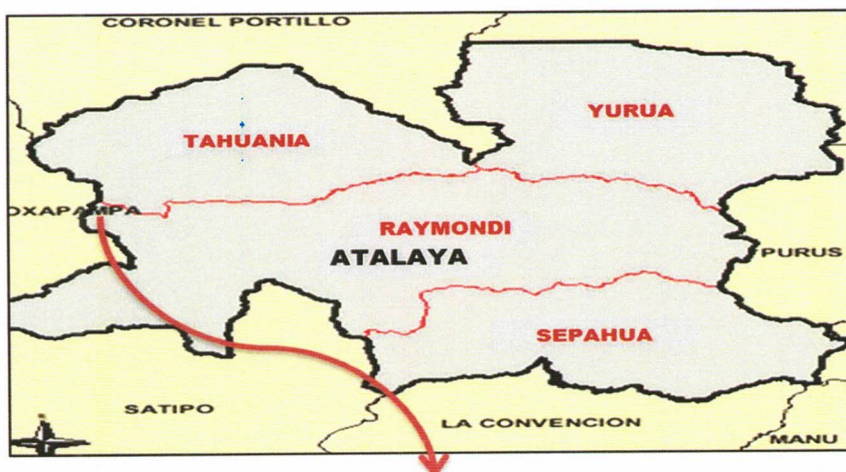 CORONEL PORTILLO
YURUA
TAHUANIA
OXAPAMPA
RAYMONDI
ATALAYA
PURUS
SEPAHUA
SATIPO
LA CONVENCION
MANU